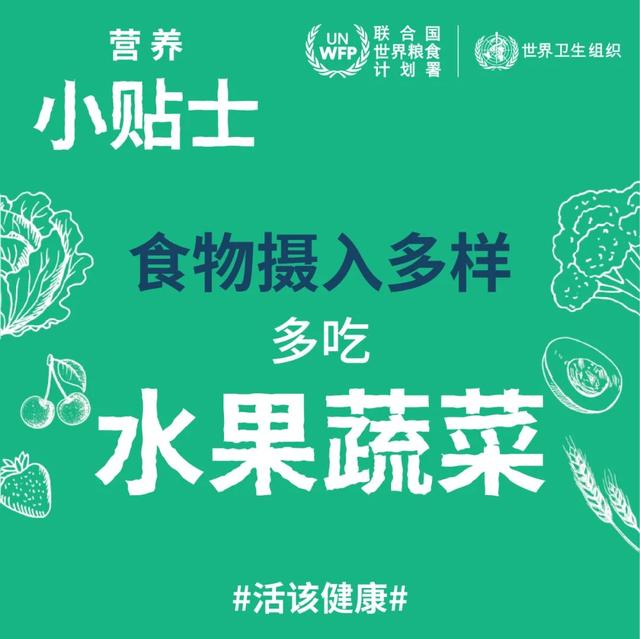 营养
小贴士
UN
WFP
联合国
世界粮食
计划署
世界卫生组织
食物摄入多样
多吃
水果蔬菜
#活该健康#